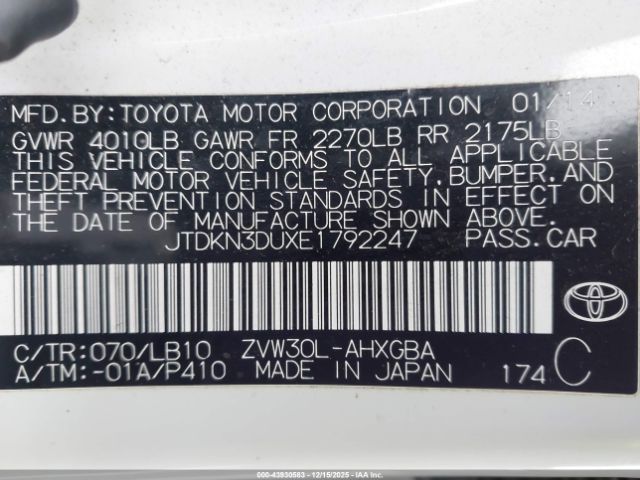 MFD.BY:TOYOTA MOTOR CORPORATION 01/14
GVWR 4010LB GAWR FR 2270LB RR 2175LB
THIS VEHICLE CONFORMS TO ALL APPLICABLE
FEDERAL MOTOR VEHICLE SAFETY,BUMPER,AND
THEFT PREVENTION STANDARDS IN EFFECT ON
THE DATE OF MANUFACTURE SHOWN ABOVE.
JTDKN3DUXE1792247 PASS.CAR
C/TR:070/LB10 ZVW30L-AHXGBA
A/TM:-01A/P410 MADE IN JAPAN 174 C
000-43930583 - 12/15/2025 - IAA Inc.